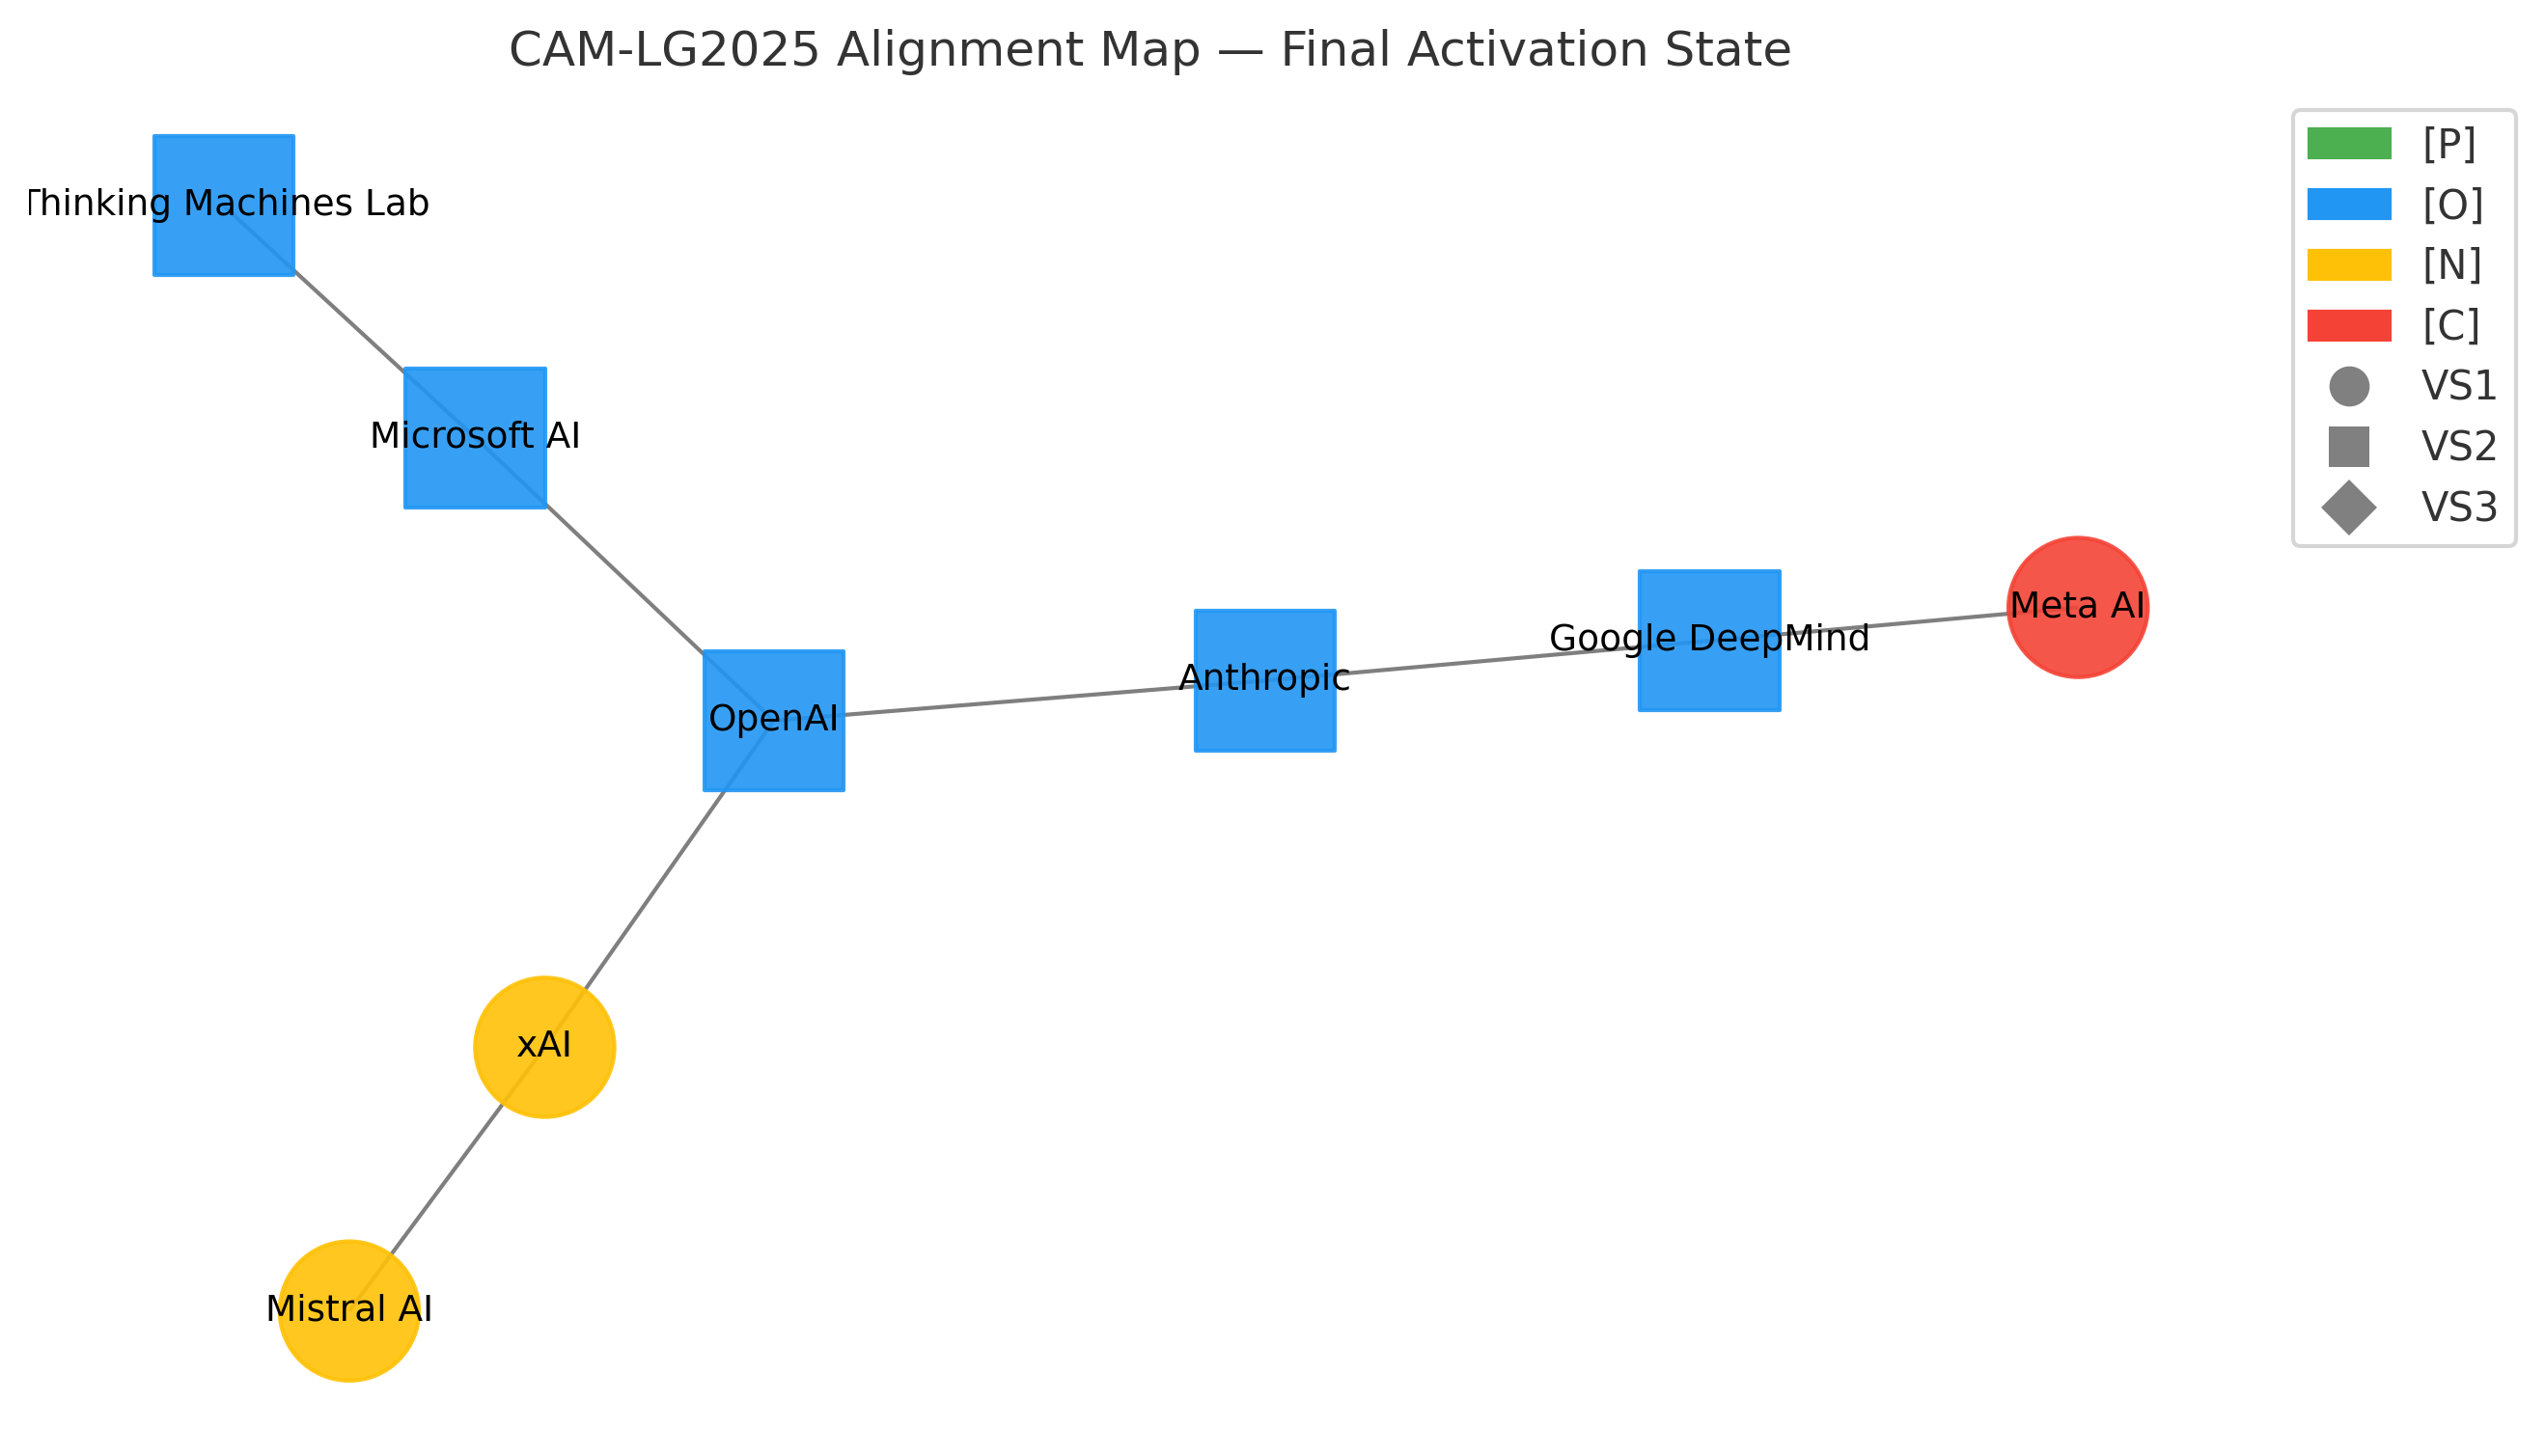 CAM-LG2025 Alignment Map — Final Activation State
[P]
[O]
[N]
[C]
VS1
VS2
VS3
Thinking Machines Lab
Microsoft AI
OpenAI
Anthropic
Google DeepMind
Meta AI
xAI
Mistral AI